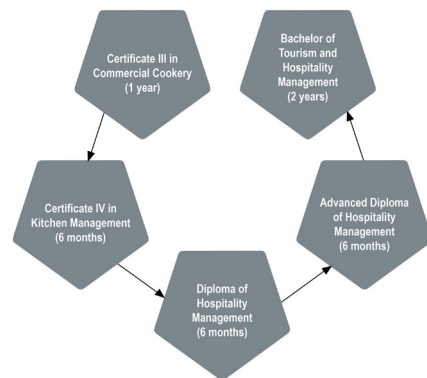 Certificate III in
Commercial Cookery
(1 year)
Bachelor of
Tourism and
Hospitality
Management
(2 years)
Certificate IV in
Kitchen Management
(6 months)
Advanced Diploma
of Hospitality
Management
(6 months)
Diploma of
Hospitality
Management
(6 months)